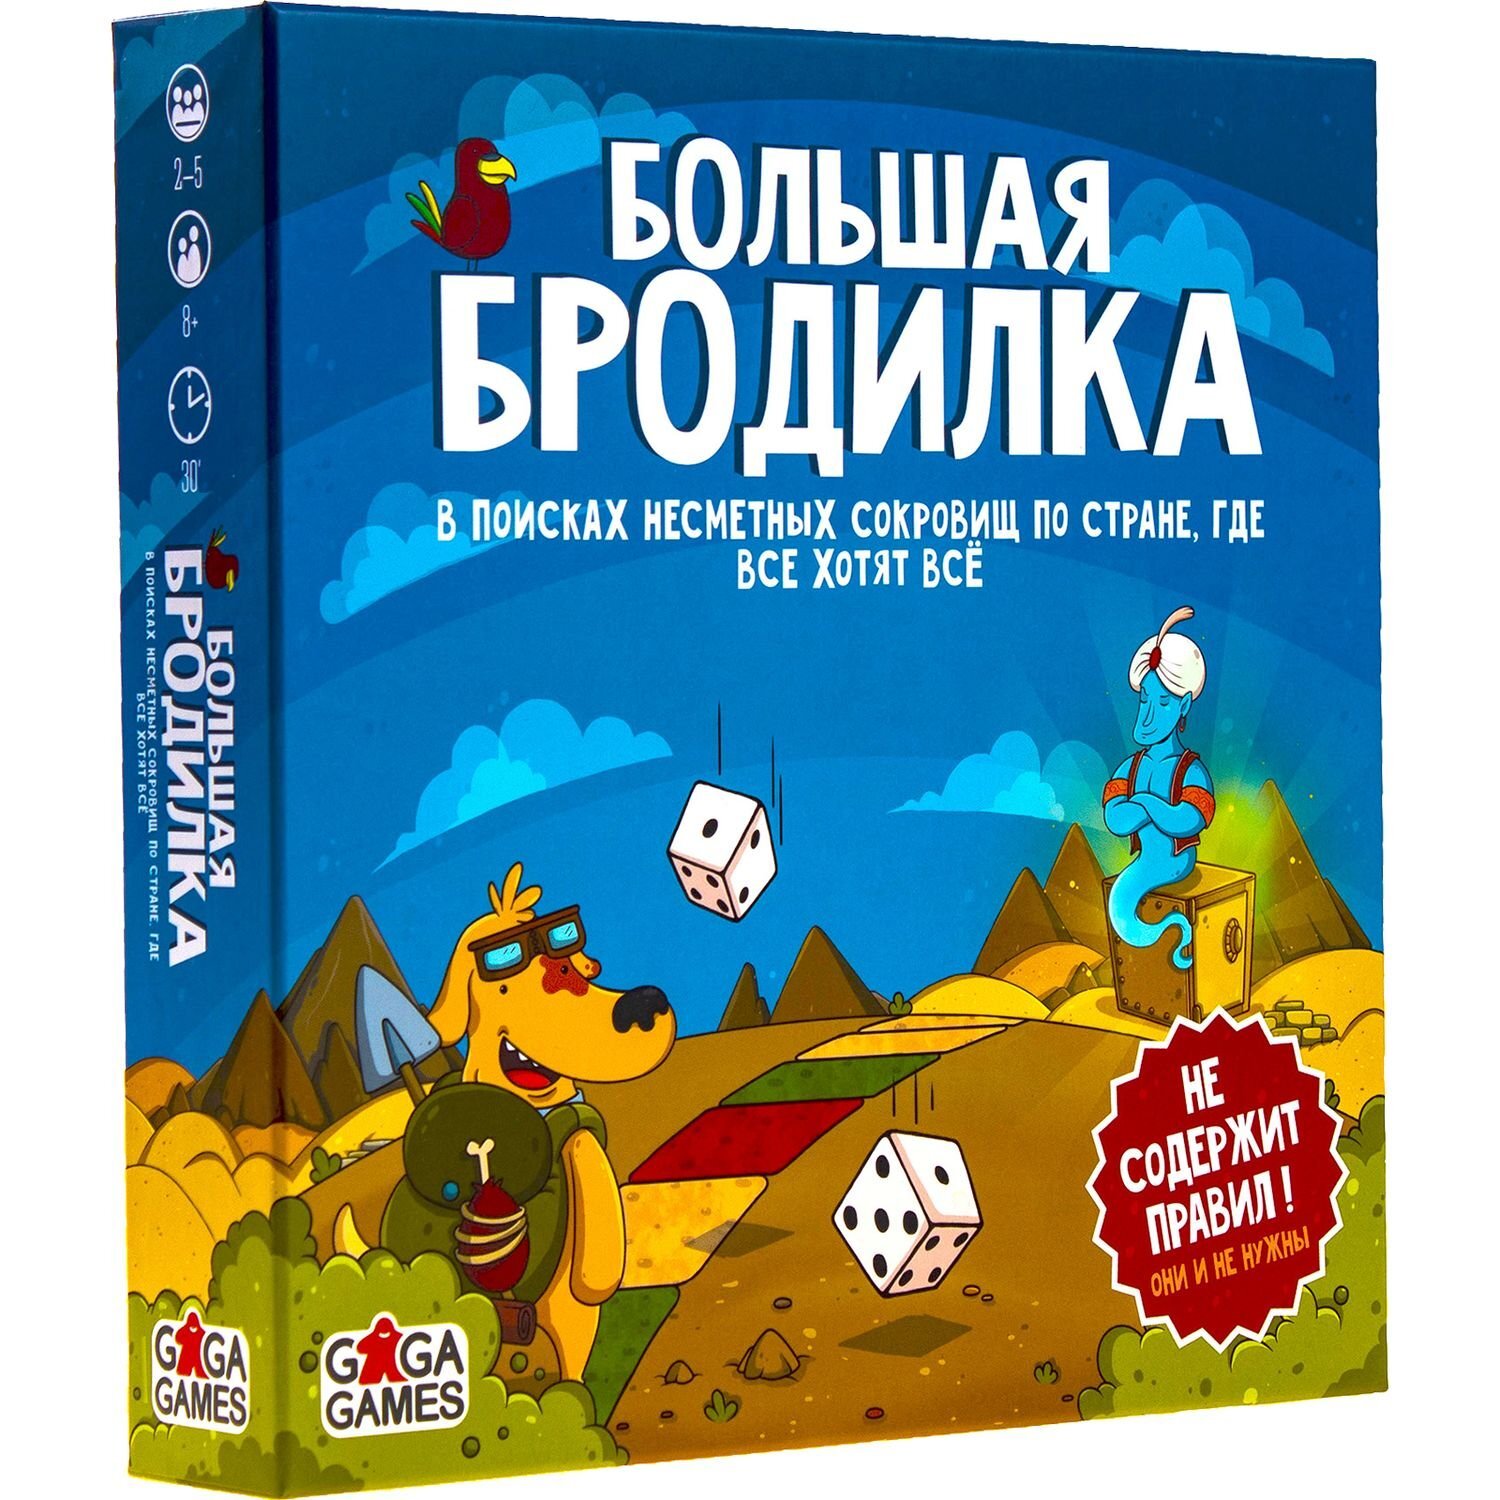 2–5
8+
30'
БОЛЬШАЯ
БРОДИЛКА
В ПОИСКАХ НЕСМЕТНЫХ СОКРОВИЩ ПО СТРАНЕ, ГДЕ
ВСЕ ХОТЯТ ВСЁ
GAGA
GAMES
БОЛЬШАЯ
БРОДИЛКА
В ПОИСКАХ НЕСМЕТНЫХ СОКРОВИЩ ПО СТРАНЕ, ГДЕ
ВСЕ ХОТЯТ ВСЁ
НЕ
СОДЕРЖИТ
ПРАВИЛ!
ОНИ И НЕ НУЖНЫ
GAGA
GAMES